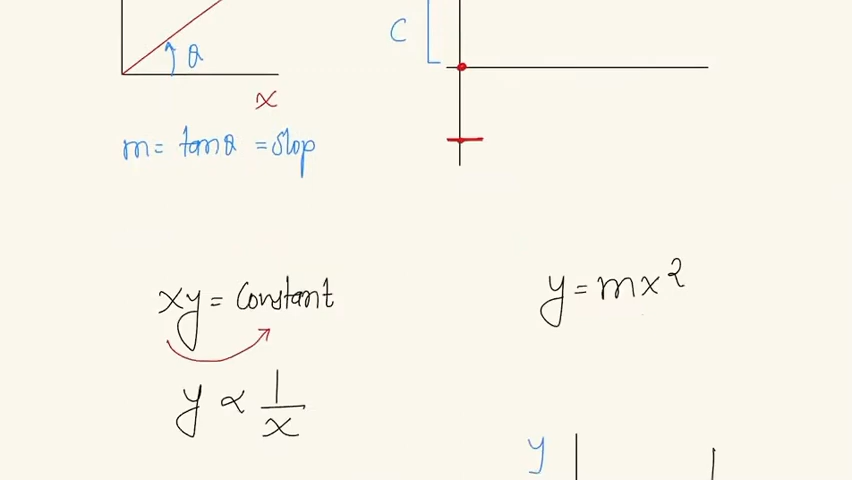 C
θ
x
m = tanθ = slop
xy = constant
y = mx²
y ∝ 1/x
y